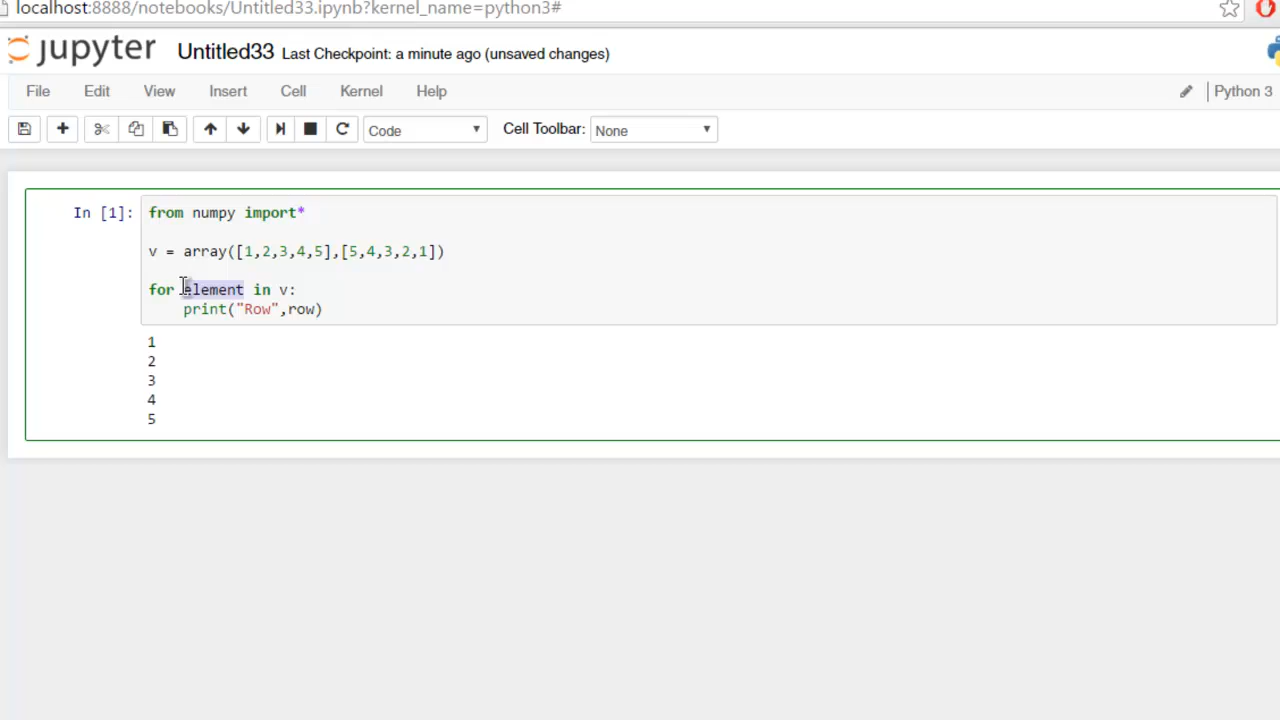 localhost:8888/notebooks/Untitled33.ipynb?kernel_name=python3#
jupyter Untitled33 Last Checkpoint: a minute ago (unsaved changes)
File Edit View Insert Cell Kernel Help Python 3
Code Cell Toolbar: None
In [1]: from numpy import*
v = array([1,2,3,4,5],[5,4,3,2,1])
for element in v:
print("Row",row)
1
2
3
4
5